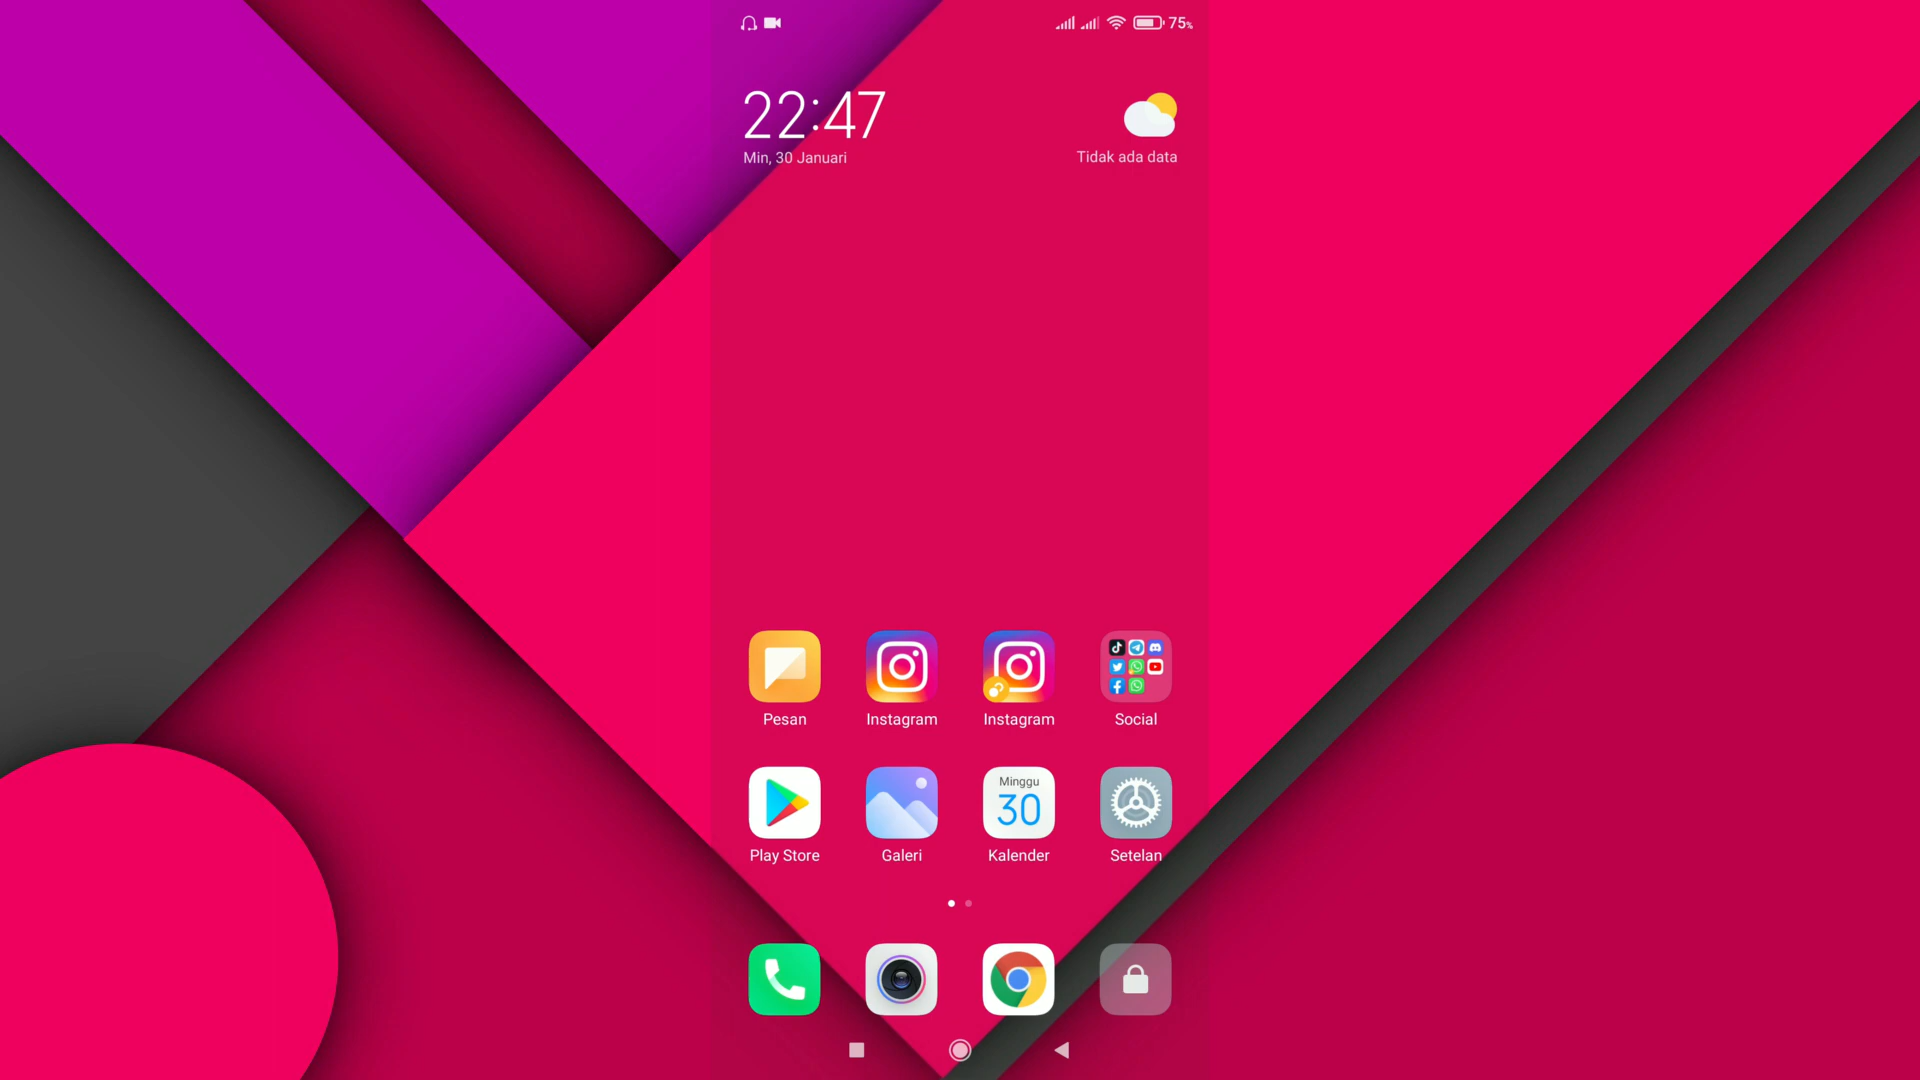 75%
22:47
Min, 30 Januari
Tidak ada data
Pesan
Instagram
Instagram
Social
Minggu
30
Play Store
Galeri
Kalender
Setelan